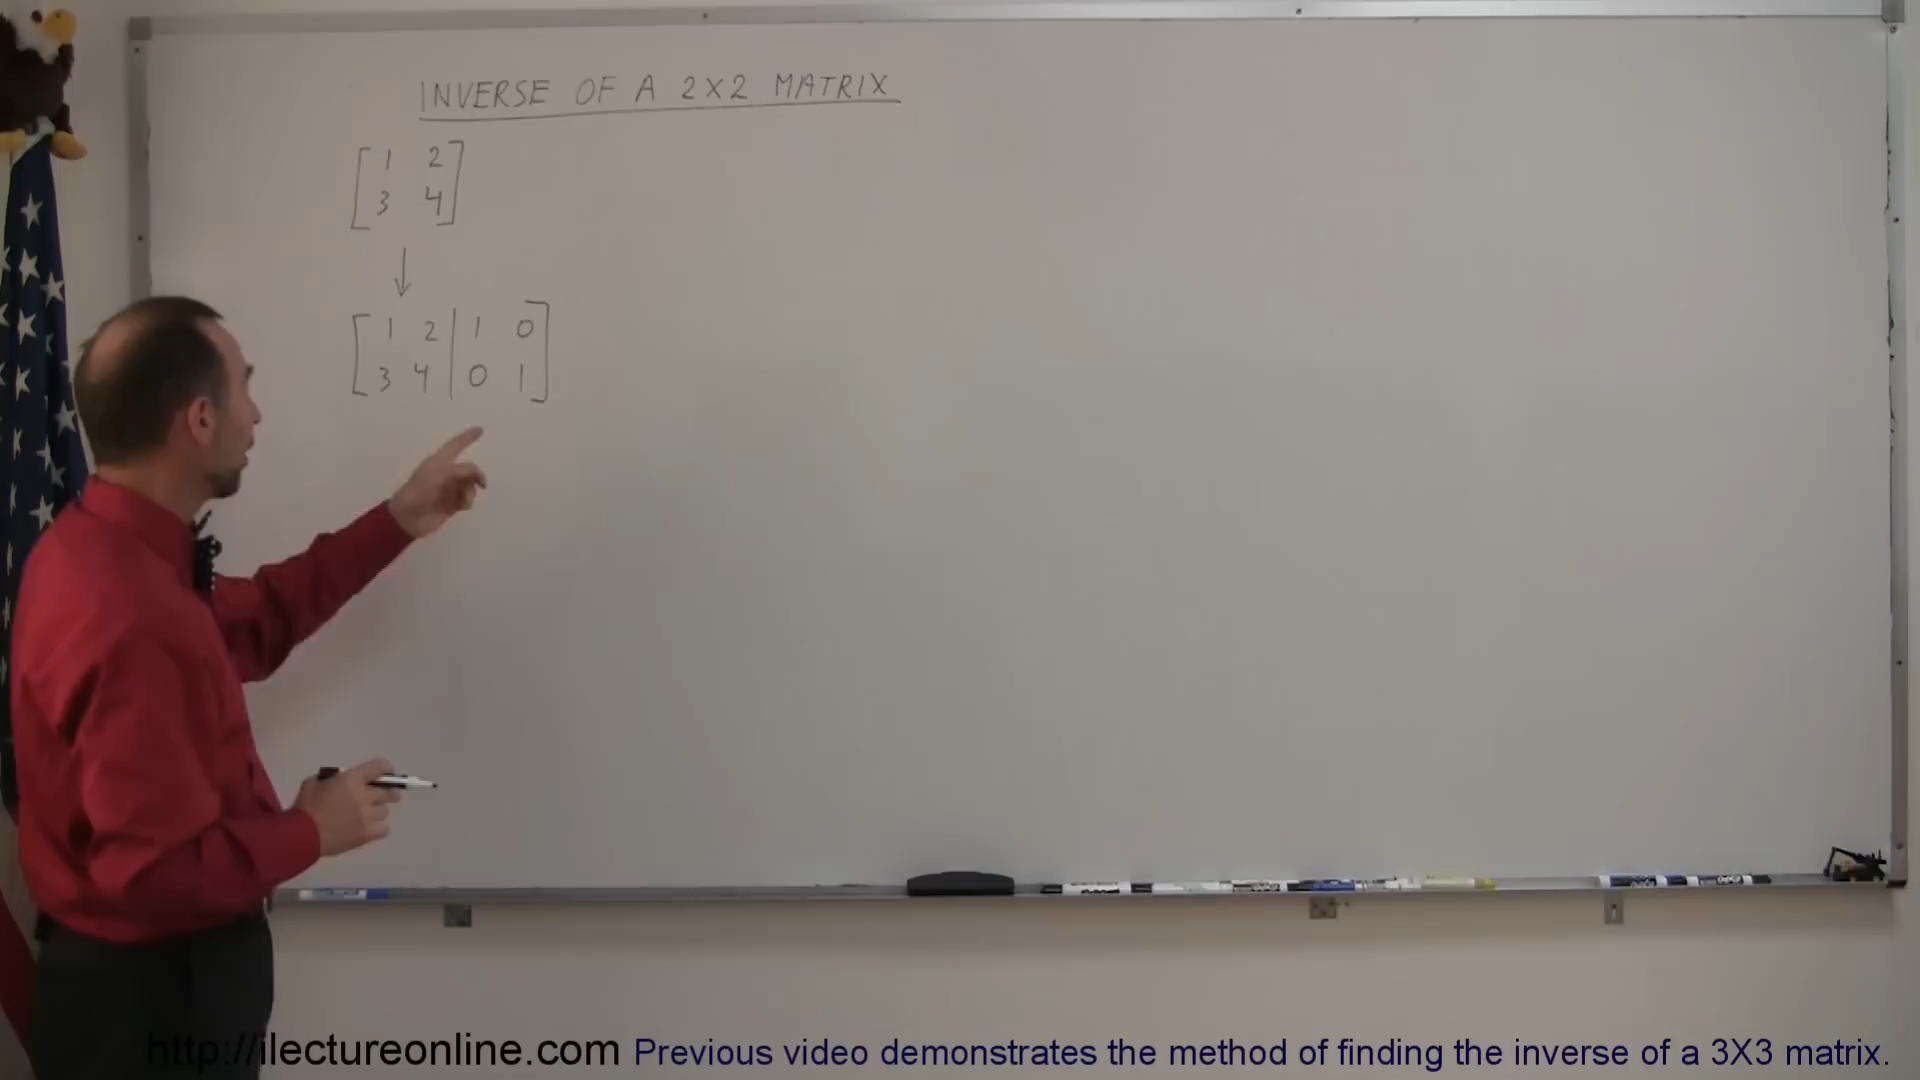 INVERSE OF A 2X2 MATRIX
1 2
3 4
1 2 | 1 0
3 4 | 0 1
http://ilectureonline.com Previous video demonstrates the method of finding the inverse of a 3X3 matrix.